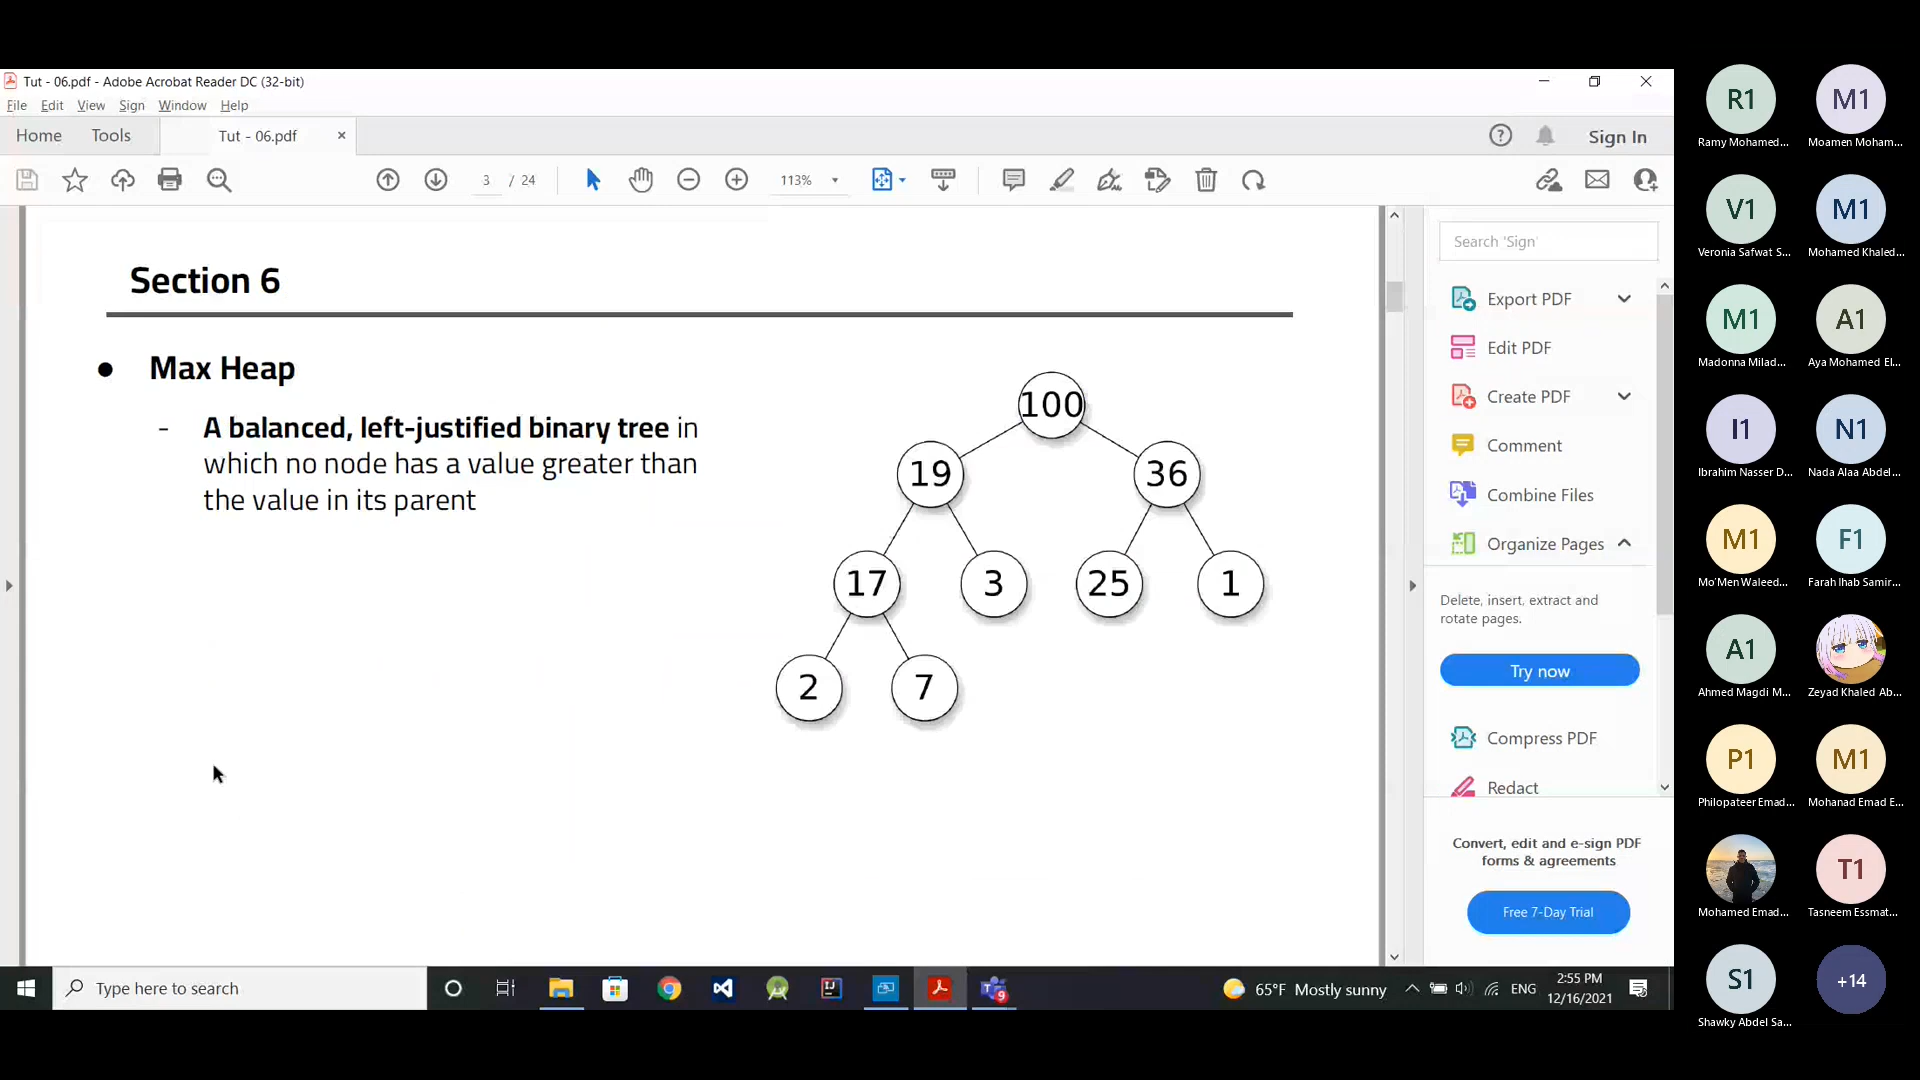 Tut - 06.pdf - Adobe Acrobat Reader DC (32-bit)
File Edit View Sign Window Help
Home Tools Tut - 06.pdf × Sign In
3 / 24 113%
Section 6
● Max Heap
- A balanced, left-justified binary tree in
which no node has a value greater than
the value in its parent
100
19 36
17 3 25 1
2 7
Search 'Sign'
Export PDF
Edit PDF
Create PDF
Comment
Combine Files
Organize Pages
Delete, insert, extract and
rotate pages.
Try now
Compress PDF
Redact
Convert, edit and e-sign PDF
forms & agreements
Free 7-Day Trial
R1 M1
Ramy Mohamed... Moamen Moham...
V1 M1
Veronia Safwat S... Mohamed Khaled...
M1 A1
Madonna Milad... Aya Mohamed El...
I1 N1
Ibrahim Nasser D... Nada Alaa Abdel...
M1 F1
Mo'Men Waleed... Farah Ihab Samir...
A1
Ahmed Magdi M... Zeyad Khaled Ab...
P1 M1
Philopateer Emad... Mohanad Emad E...
T1
Mohamed Emad... Tasneem Essmat...
S1 +14
Shawky Abdel Sa...
Type here to search
9
65°F Mostly sunny
ENG
2:55 PM
12/16/2021